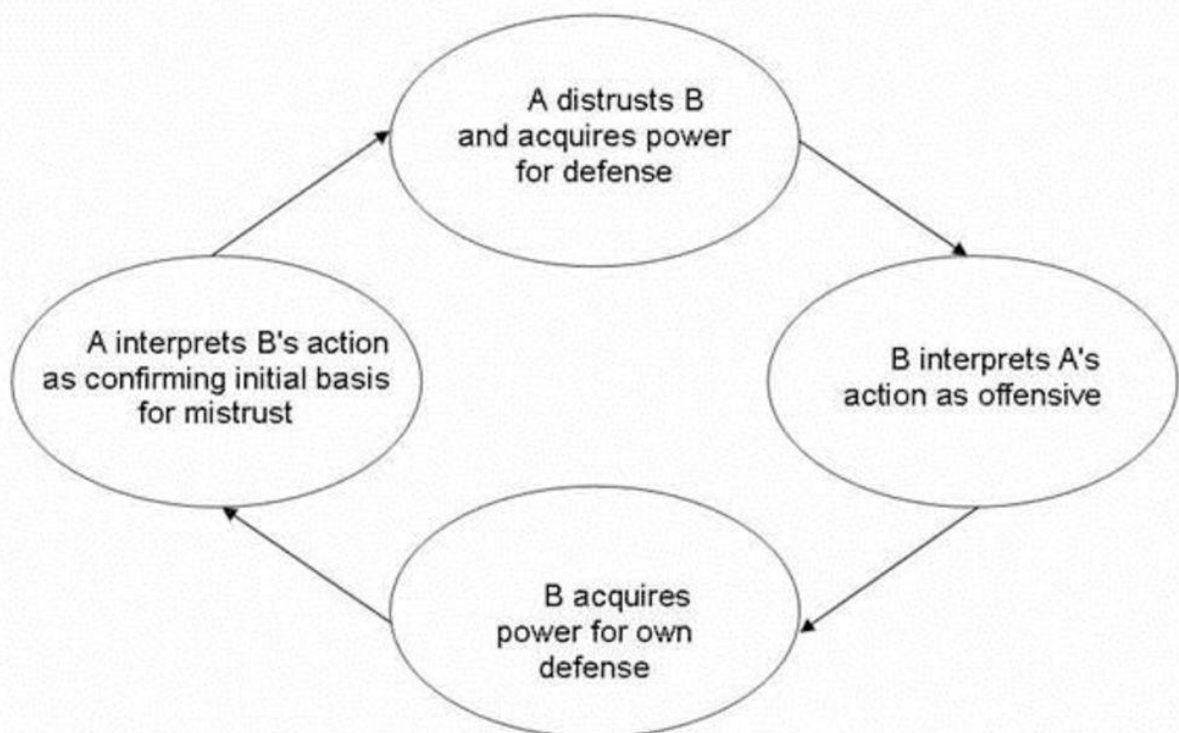 A distrusts B
and acquires power
for defense
B interprets A's
action as offensive
B acquires
power for own
defense
A interprets B's action
as confirming initial basis
for mistrust